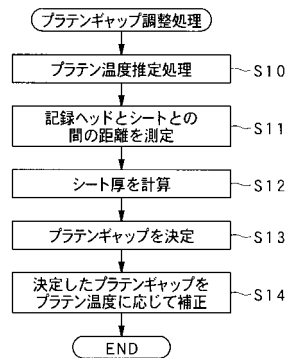 プラテンギャップ調整処理
プラテン温度推定処理
S10
記録ヘッドとシートとの
間の距離を測定
S11
シート厚を計算
S12
プラテンギャップを決定
S13
決定したプラテンギャップを
プラテン温度に応じて補正
S14
END